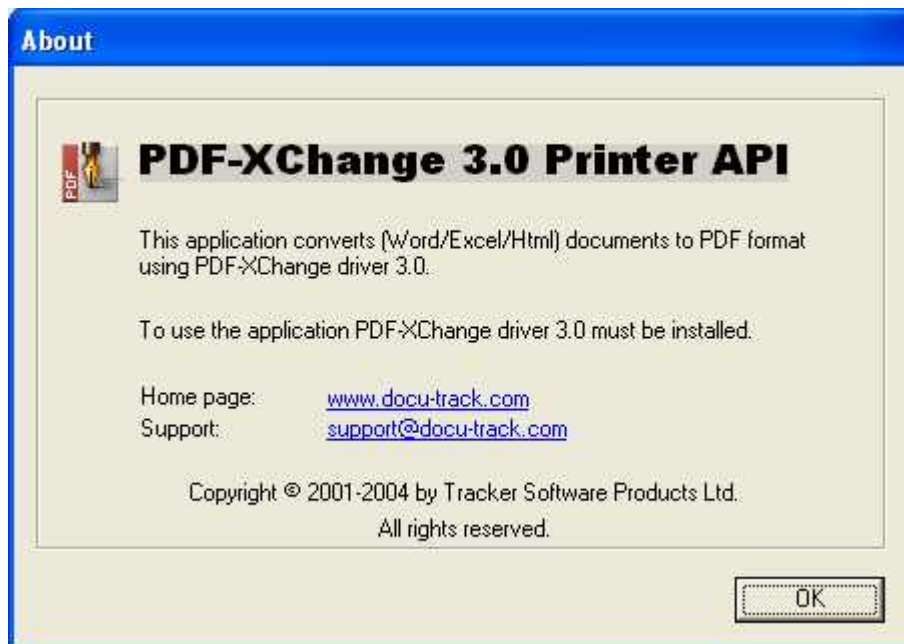 About
PDF
PDF-XChange 3.0 Printer API
This application converts (Word/Excel/Html) documents to PDF format
using PDF-XChange driver 3.0.
To use the application PDF-XChange driver 3.0 must be installed.
Home page: www.docu-track.com
Support: support@docu-track.com
Copyright © 2001-2004 by Tracker Software Products Ltd.
All rights reserved.
OK